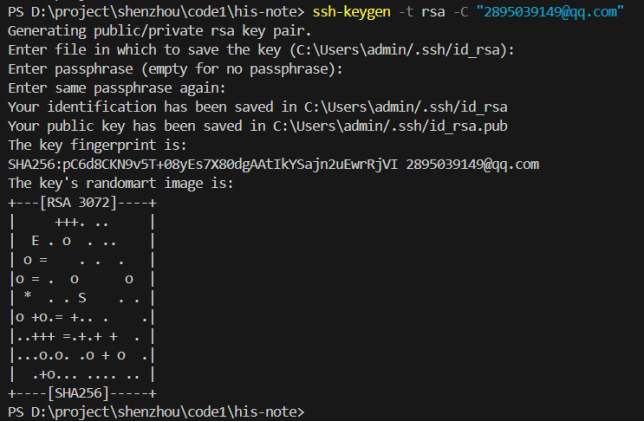 PS D:\project\shenzhou\code1\his-note> ssh-keygen -t rsa -C "2895039149@qq.com"
Generating public/private rsa key pair.
Enter file in which to save the key (C:\Users\admin/.ssh/id_rsa):
Enter passphrase (empty for no passphrase):
Enter same passphrase again:
Your identification has been saved in C:\Users\admin/.ssh/id_rsa
Your public key has been saved in C:\Users\admin/.ssh/id_rsa.pub
The key fingerprint is:
SHA256:pC6d8CKN9v5T+08yEs7X80dgAAtIkYSajn2uEwrRjVI 2895039149@qq.com
The key's randomart image is:
+---[RSA 3072]----+
|     +++. ..     |
|  E . o  . ..    |
| o =    . .  .   |
|o = .  o      o  |
| *  . . S    . . |
|o +o.= +.. .    .|
|..+++ =.+.+ +  . |
|...o.o. .o + o  .|
|  .+o... .... .. |
+----[SHA256]-----+
PS D:\project\shenzhou\code1\his-note>